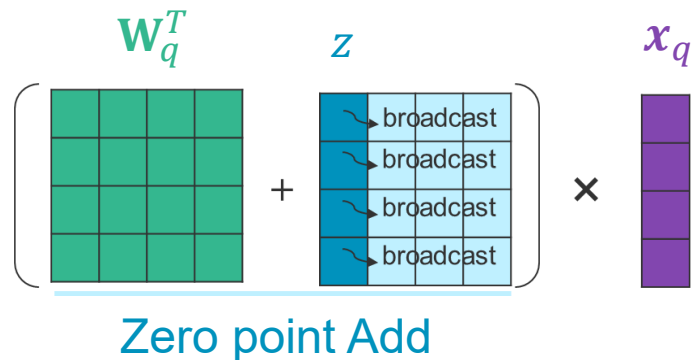 W_q^T z x_q
broadcast
broadcast
+ ×
broadcast
broadcast
Zero point Add